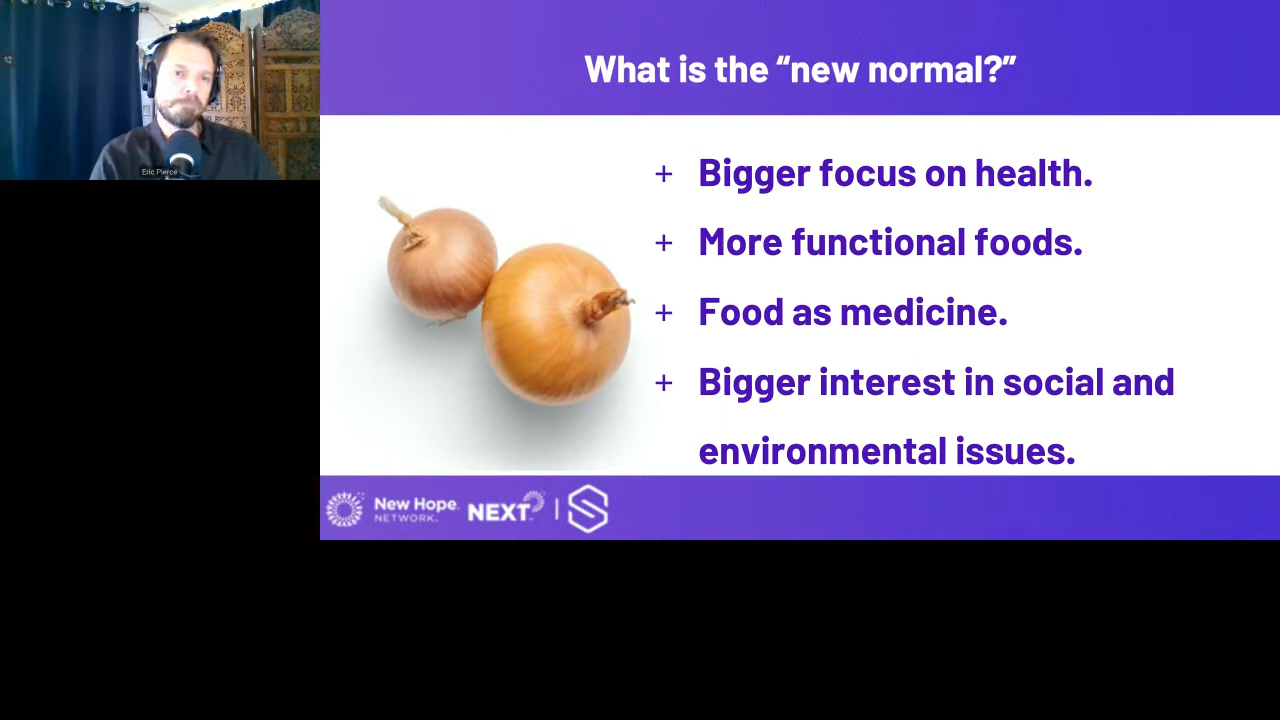 What is the “new normal?”
Eric Pierce
+ Bigger focus on health.
+ More functional foods.
+ Food as medicine.
+ Bigger interest in social and
environmental issues.
New Hope
NETWORK.
NEXT